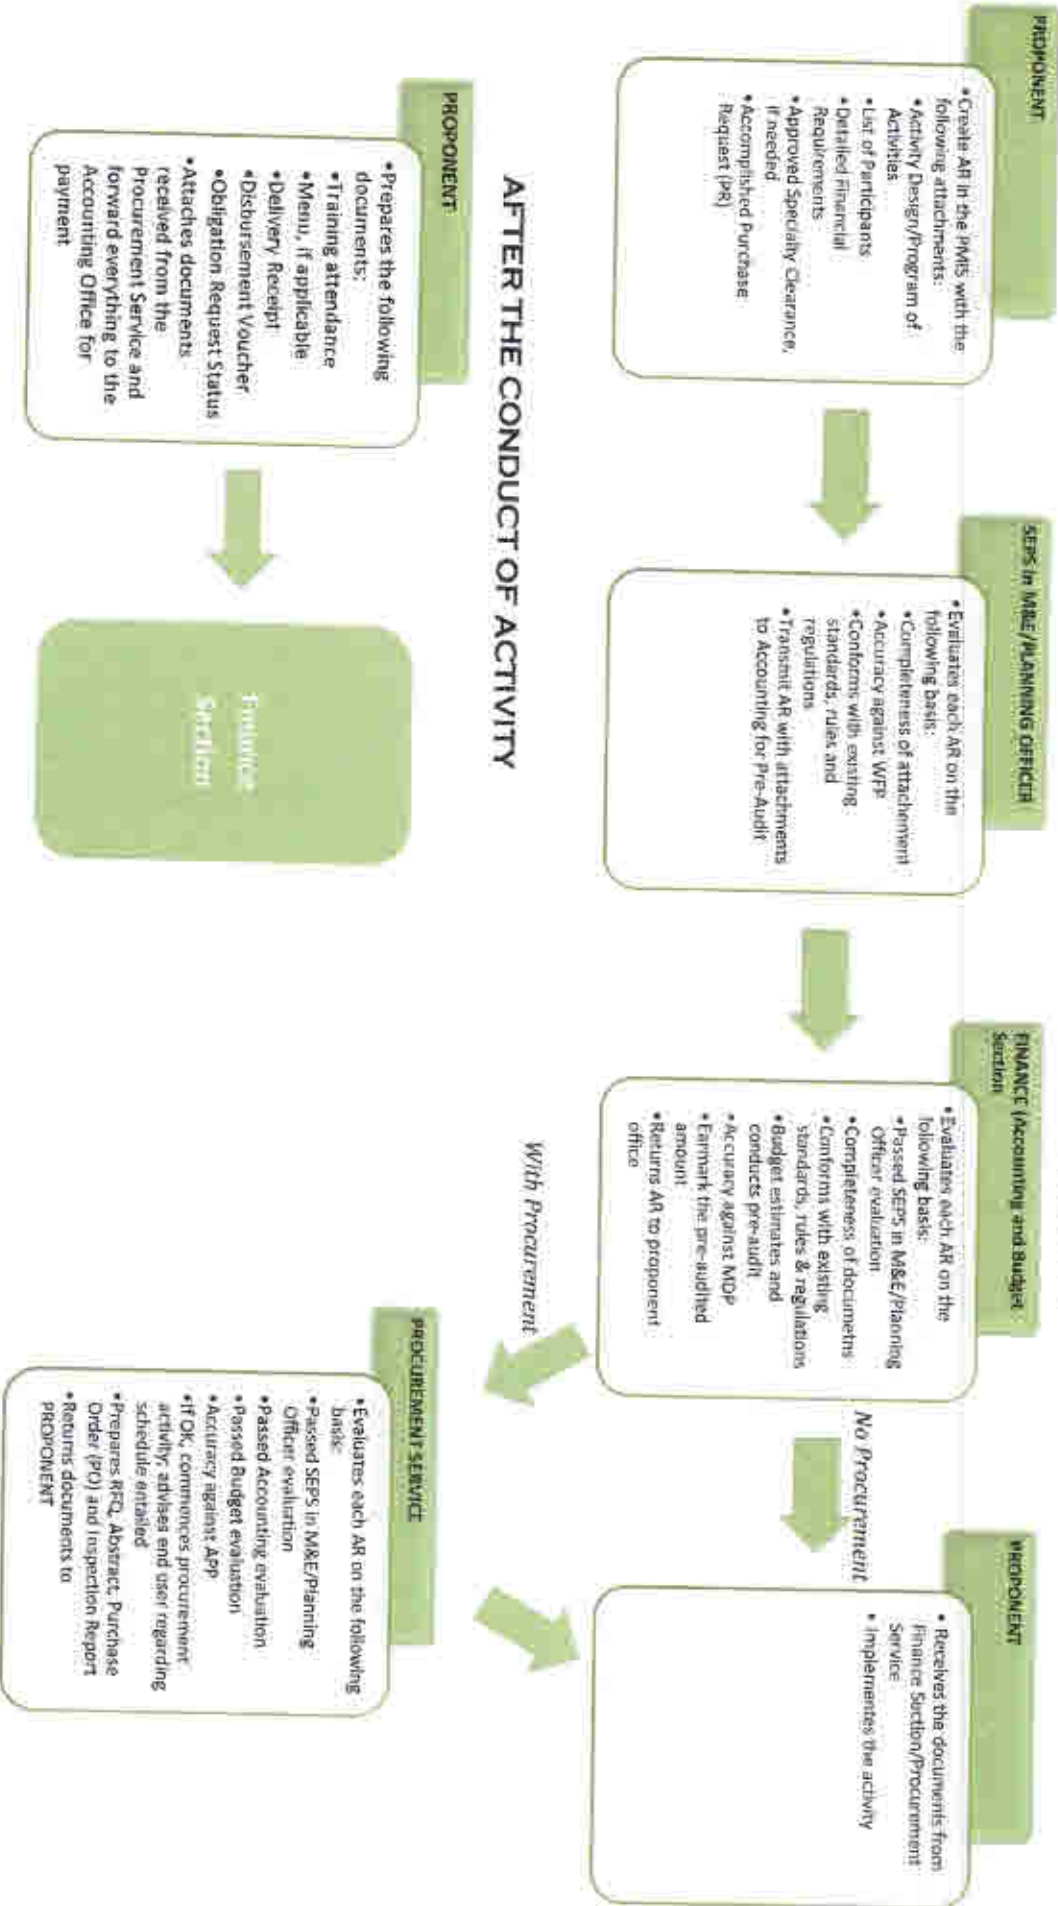 PROPONENT
•Create AR in the PMIS with the
following attachments:
•Activity Design/Program of
Activities
•List of Participants
•Detailed Financial
Requirements
•Approved Specialty Clearance,
if needed
•Accomplished Purchase
Request (PR)
SEPS in M&E/PLANNING OFFICER
•Evaluates each AR on the
following basis:
•Completeness of attachement
•Accuracy against WFP
•Conforms with existing
standards, rules and
regulations
•Transmit AR with attachments
to Accounting for Pre-Audit
FINANCE (Accounting and Budget
Section
•Evaluates each AR on the
following basis:
•Passed SEPS in M&E/Planning
Officer evaluation
•Completeness of documetns
•Conforms with existing
standards, rules & regulations
•Budget estimates and
conducts pre-audit
•Accuracy against MDP
•Earmark the pre-audited
amount
•Returns AR to proponent
office
No Procurement
PROPONENT
• Receives the documents from
Finance Section/Procurement
Service
• Implementes the activity
With Procurement
PROCUREMENT SERVICE
•Evaluates each AR on the following
basis:
•Passed SEPS in M&E/Planning
Officer evaluation
•Passed Accounting evaluation
•Passed Budget evaluation
•Accuracy against APP
•If OK, commences procurement
activity; advises end user regarding
schedule entailed
•Prepares RFQ, Abstract, Purchase
Order (PO) and Inspection Report
•Returns documents to
PROPONENT
AFTER THE CONDUCT OF ACTIVITY
PROPONENT
•Prepares the following
documents:
•Training attendance
•Menu, if applicable
•Delivery Receipt
•Disbursement Voucher
•Obligation Request Status
•Attaches documents
received from the
Procurement Service and
forward everything to the
Accounting Office for
payment
Finance
Section